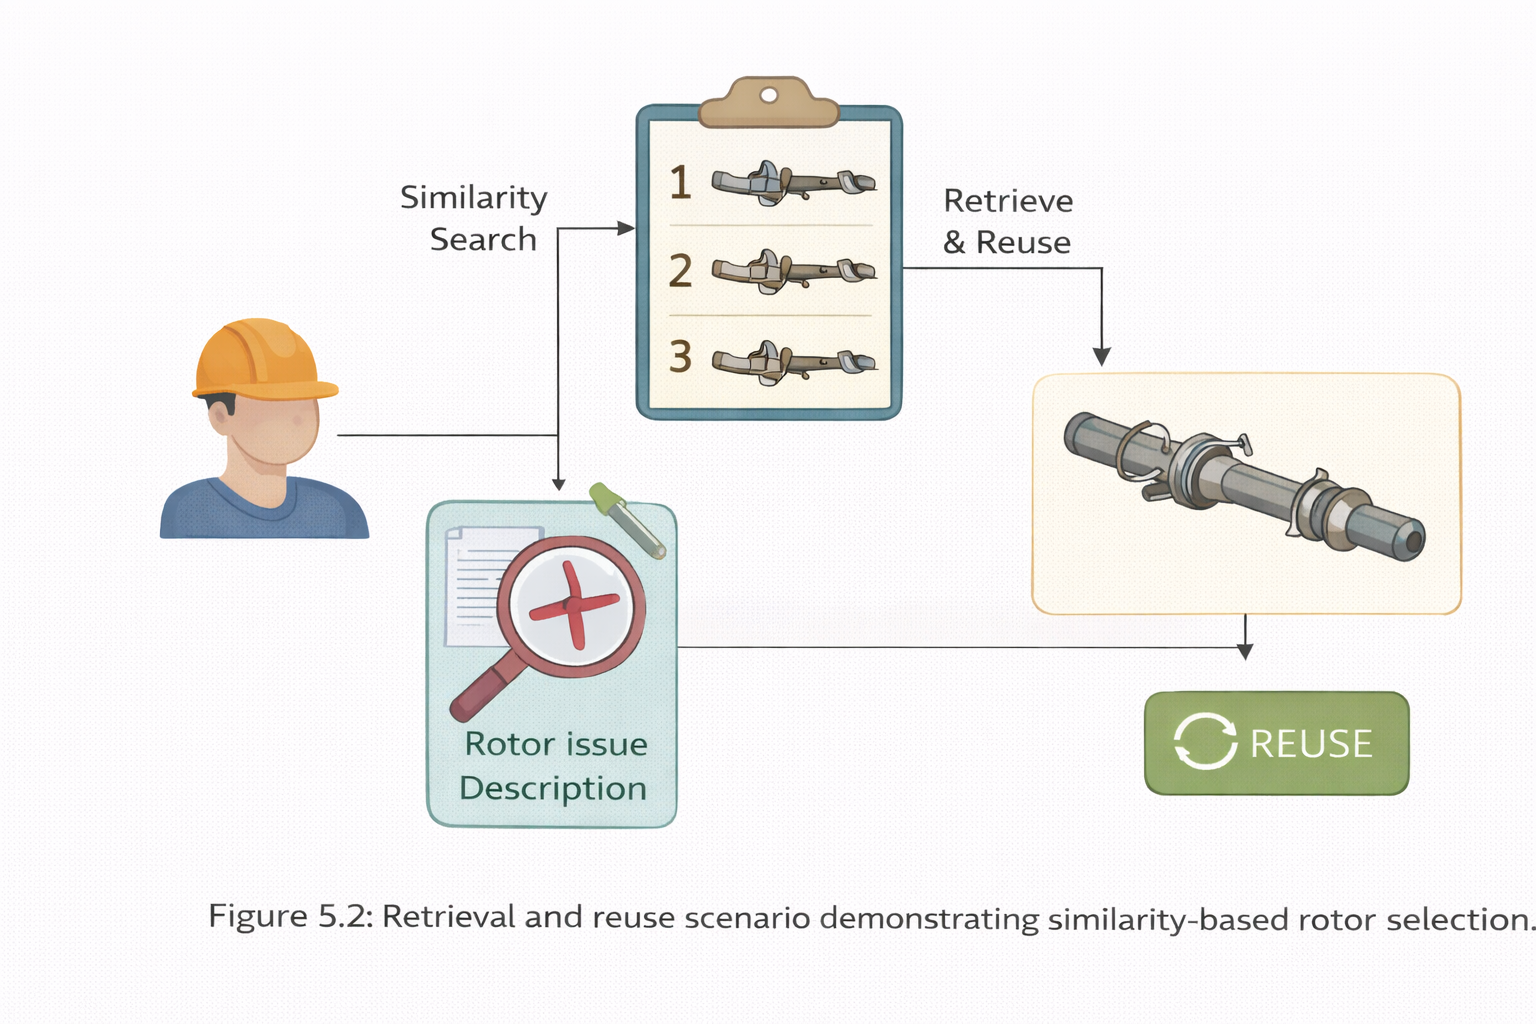 Similarity
Search
1
2
3
Retrieve
& Reuse
Rotor issue
Description
REUSE
Figure 5.2: Retrieval and reuse scenario demonstrating similarity-based rotor selection.